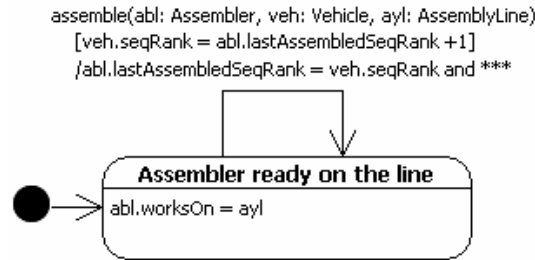 assemble(abl: Assembler, veh: Vehicle, ayl: AssemblyLine)
[veh.seqRank = abl.lastAssembledSeqRank +1]
/abl.lastAssembledSeqRank = veh.seqRank and ***
Assembler ready on the line
abl.worksOn = ayl